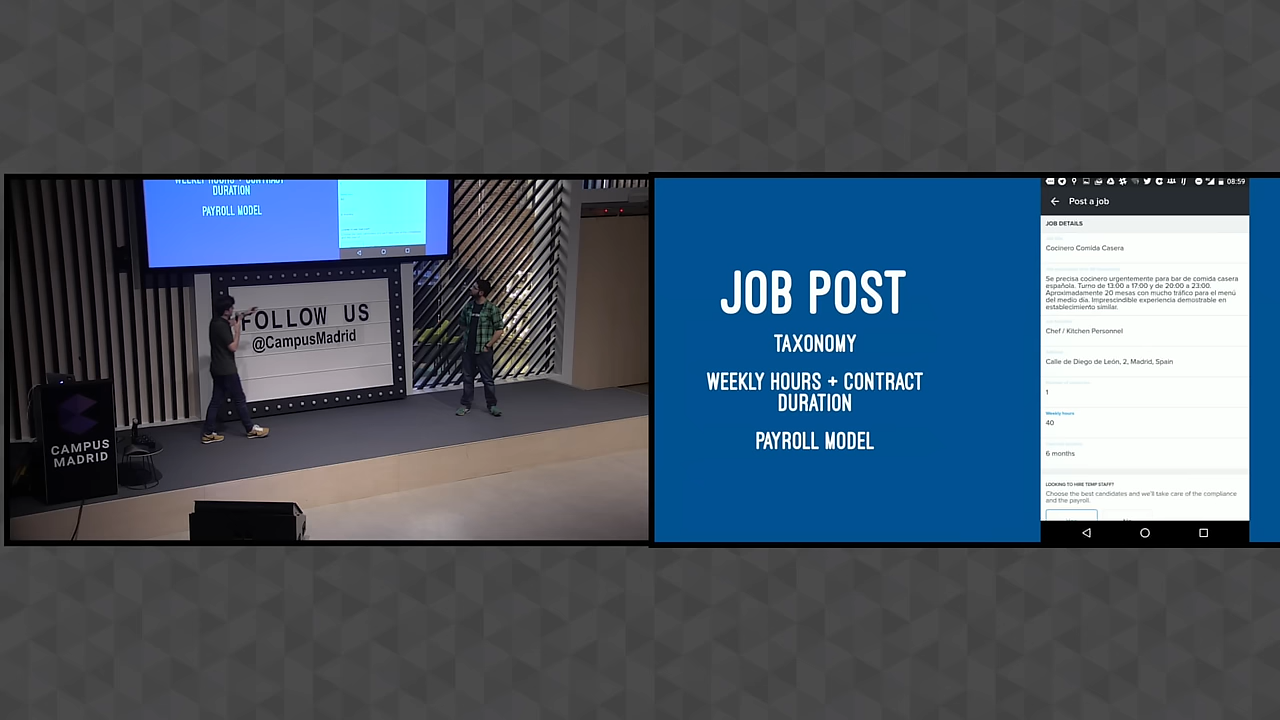 WEEKLY HOURS + CONTRACT
DURATION
PAYROLL MODEL
FOLLOW US
@CampusMadrid
CAMPUS
MADRID
JOB POST
TAXONOMY
WEEKLY HOURS + CONTRACT
DURATION
PAYROLL MODEL
08:59
Post a job
JOB DETAILS
Cocinero Comida Casera
Se precisa cocinero urgentemente para bar de comida casera
española. Turno de 13:00 a 17:00 y de 20:00 a 23:00.
Aproximadamente 20 mesas con mucho tráfico para el menú
del medio día. Imprescindible experiencia demostrable en
establecimiento similar.
Chef / Kitchen Personnel
Calle de Diego de León, 2, Madrid, Spain
1
Weekly hours
40
6 months
LOOKING TO HIRE TEMP STAFF?
Choose the best candidates and we'll take care of the compliance
and the payroll.